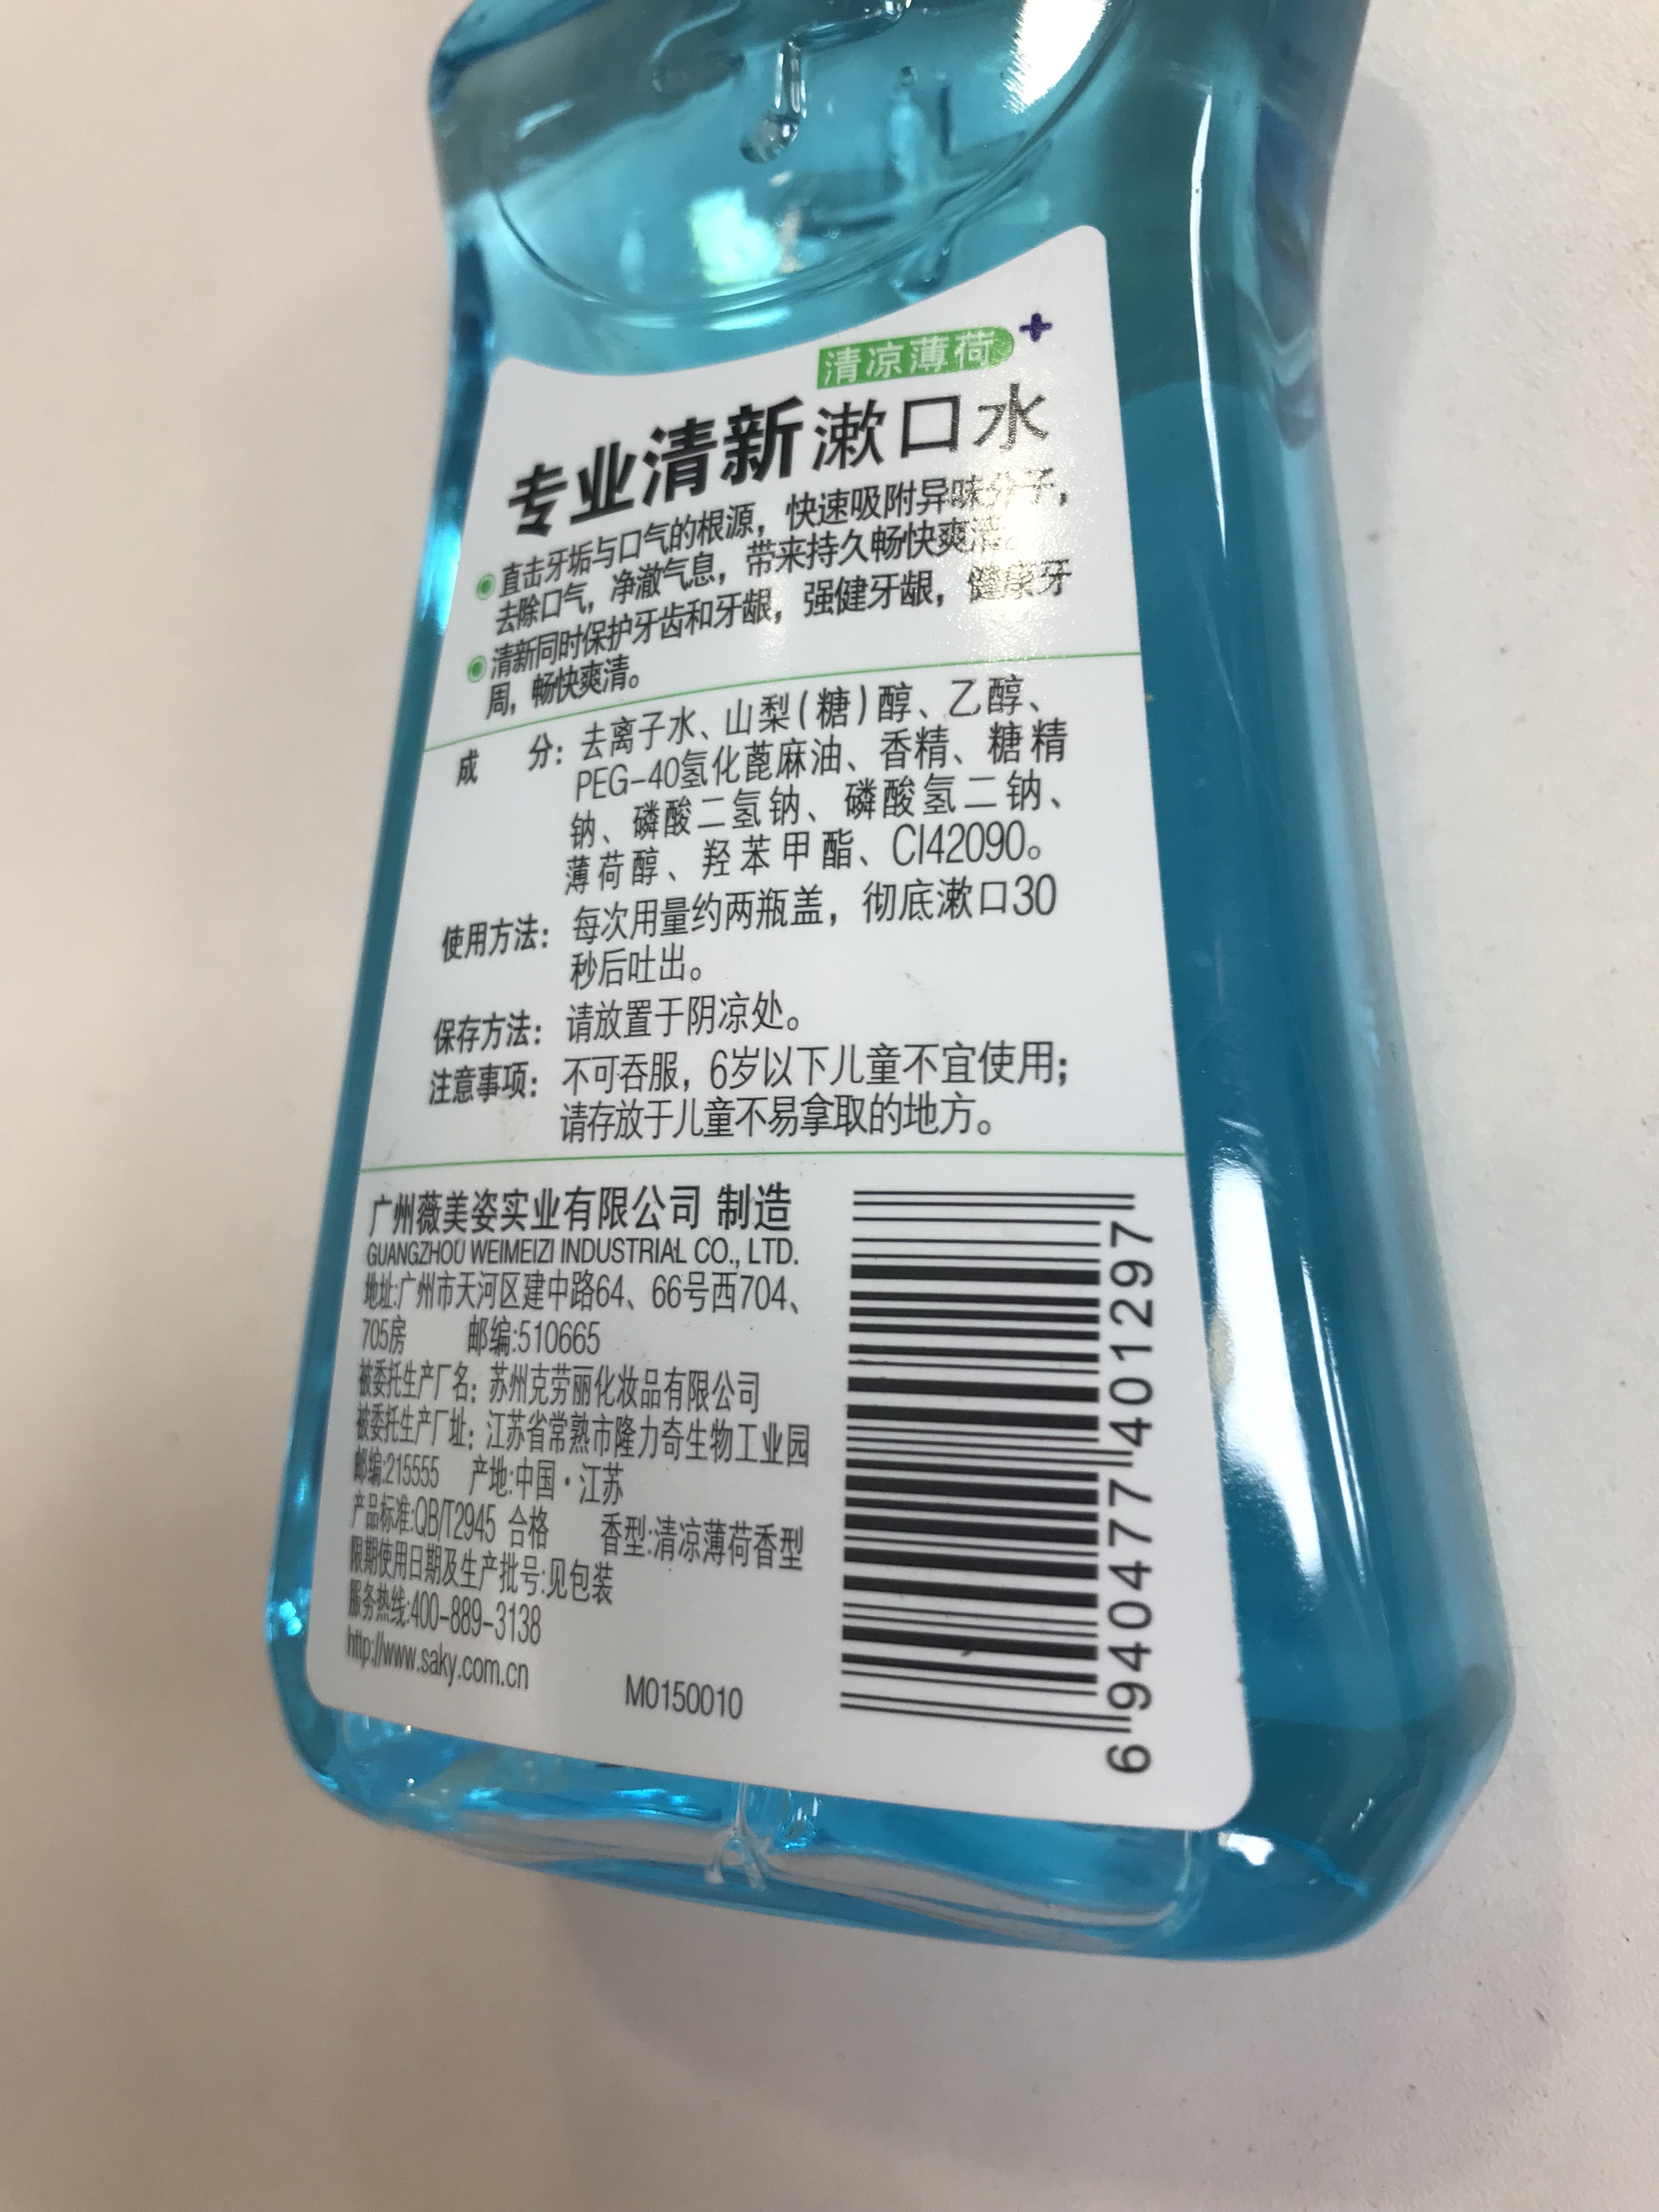 清凉薄荷
专业清新漱口水
直击牙垢与口气的根源，快速吸附异味分子，
去除口气，净澈气息，带来持久畅快爽清。
清新同时保护牙齿和牙龈，强健牙龈，健康牙
周，畅快爽清。
成 分：去离子水、山梨(糖)醇、乙醇、
PEG-40氢化蓖麻油、香精、糖精
钠、磷酸二氢钠、磷酸氢二钠、
薄荷醇、羟苯甲酯、CI42090。
使用方法：每次用量约两瓶盖，彻底漱口30
秒后吐出。
保存方法：请放置于阴凉处。
注意事项：不可吞服，6岁以下儿童不宜使用；
请存放于儿童不易拿取的地方。
广州薇美姿实业有限公司 制造
GUANGZHOU WEIMEIZI INDUSTRIAL CO., LTD.
地址:广州市天河区建中路64、66号西704、
705房 邮编:510665
被委托生产厂名：苏州克劳丽化妆品有限公司
被委托生产厂址：江苏省常熟市隆力奇生物工业园
邮编:215555 产地:中国·江苏
产品标准:QB/T2945 合格 香型:清凉薄荷香型
限期使用日期及生产批号:见包装
服务热线:400-889-3138
http://www.saky.com.cn
M0150010
6 940477 401297